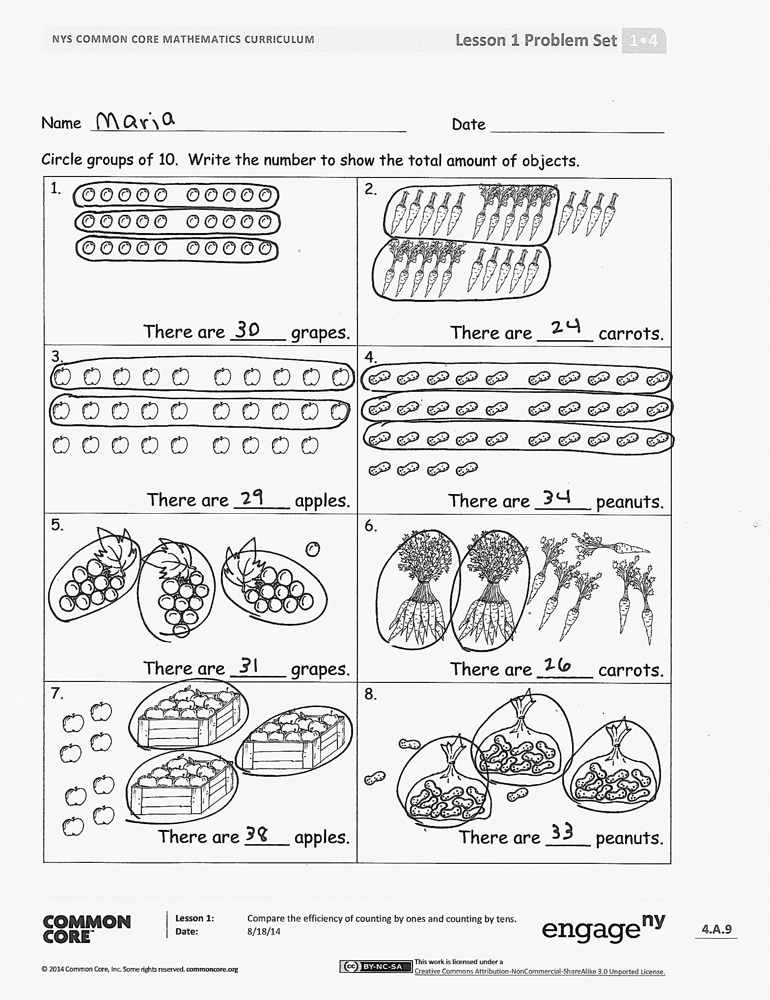 NYS COMMON CORE MATHEMATICS CURRICULUM
Lesson 1 Problem Set 1•4
Name Maria Date
Circle groups of 10. Write the number to show the total amount of objects.
1.
There are 30 grapes.
2.
There are 24 carrots.
3.
There are 29 apples.
4.
There are 34 peanuts.
5.
There are 31 grapes.
6.
There are 26 carrots.
7.
There are 38 apples.
8.
There are 33 peanuts.
COMMON
CORE™
Lesson 1: Compare the efficiency of counting by ones and counting by tens.
Date: 8/18/14
engageny
4.A.9
© 2014 Common Core, Inc. Some rights reserved. commoncore.org
cc BY-NC-SA
This work is licensed under a
Creative Commons Attribution-NonCommercial-ShareAlike 3.0 Unported License.